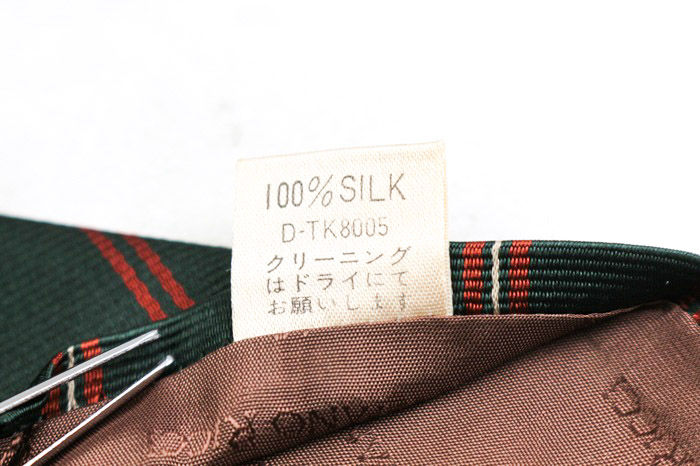 100% SILK
D-TK8005
クリーニング
はドライにて
お願いします